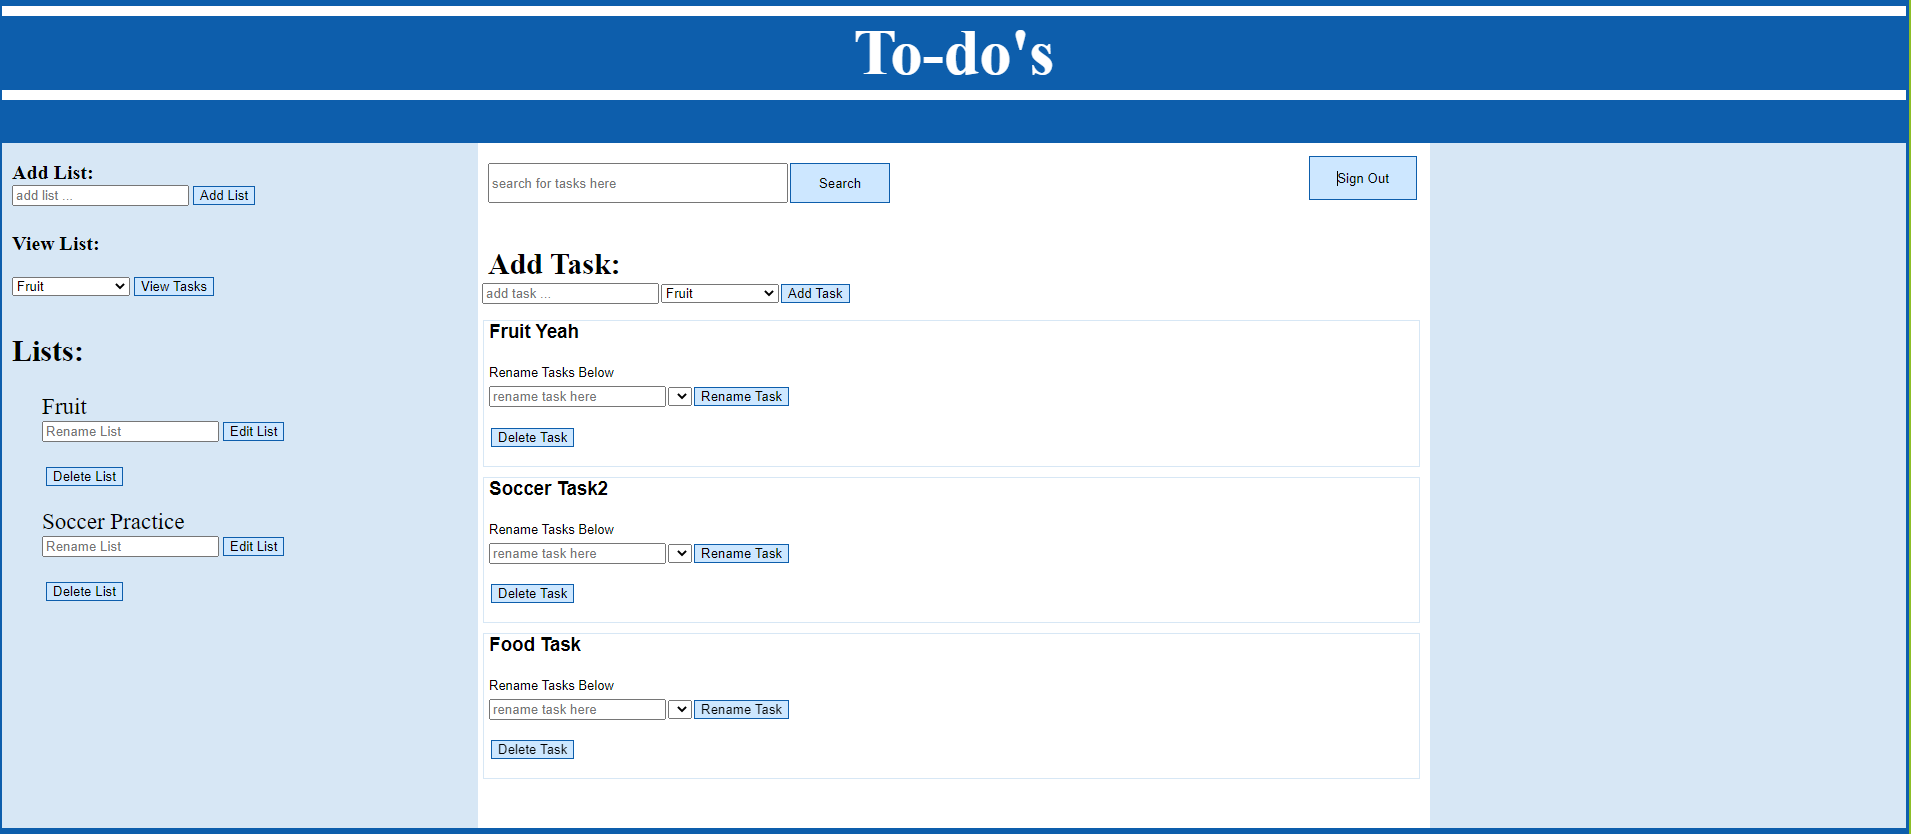 To-do's
Add List:
add list ...
Add List
View List:
Fruit
View Tasks
Lists:
Fruit
Rename List
Edit List
Delete List
Soccer Practice
Rename List
Edit List
Delete List
search for tasks here
Search
Sign Out
Add Task:
add task ...
Fruit
Add Task
Fruit Yeah
Rename Tasks Below
rename task here
Rename Task
Delete Task
Soccer Task2
Rename Tasks Below
rename task here
Rename Task
Delete Task
Food Task
Rename Tasks Below
rename task here
Rename Task
Delete Task